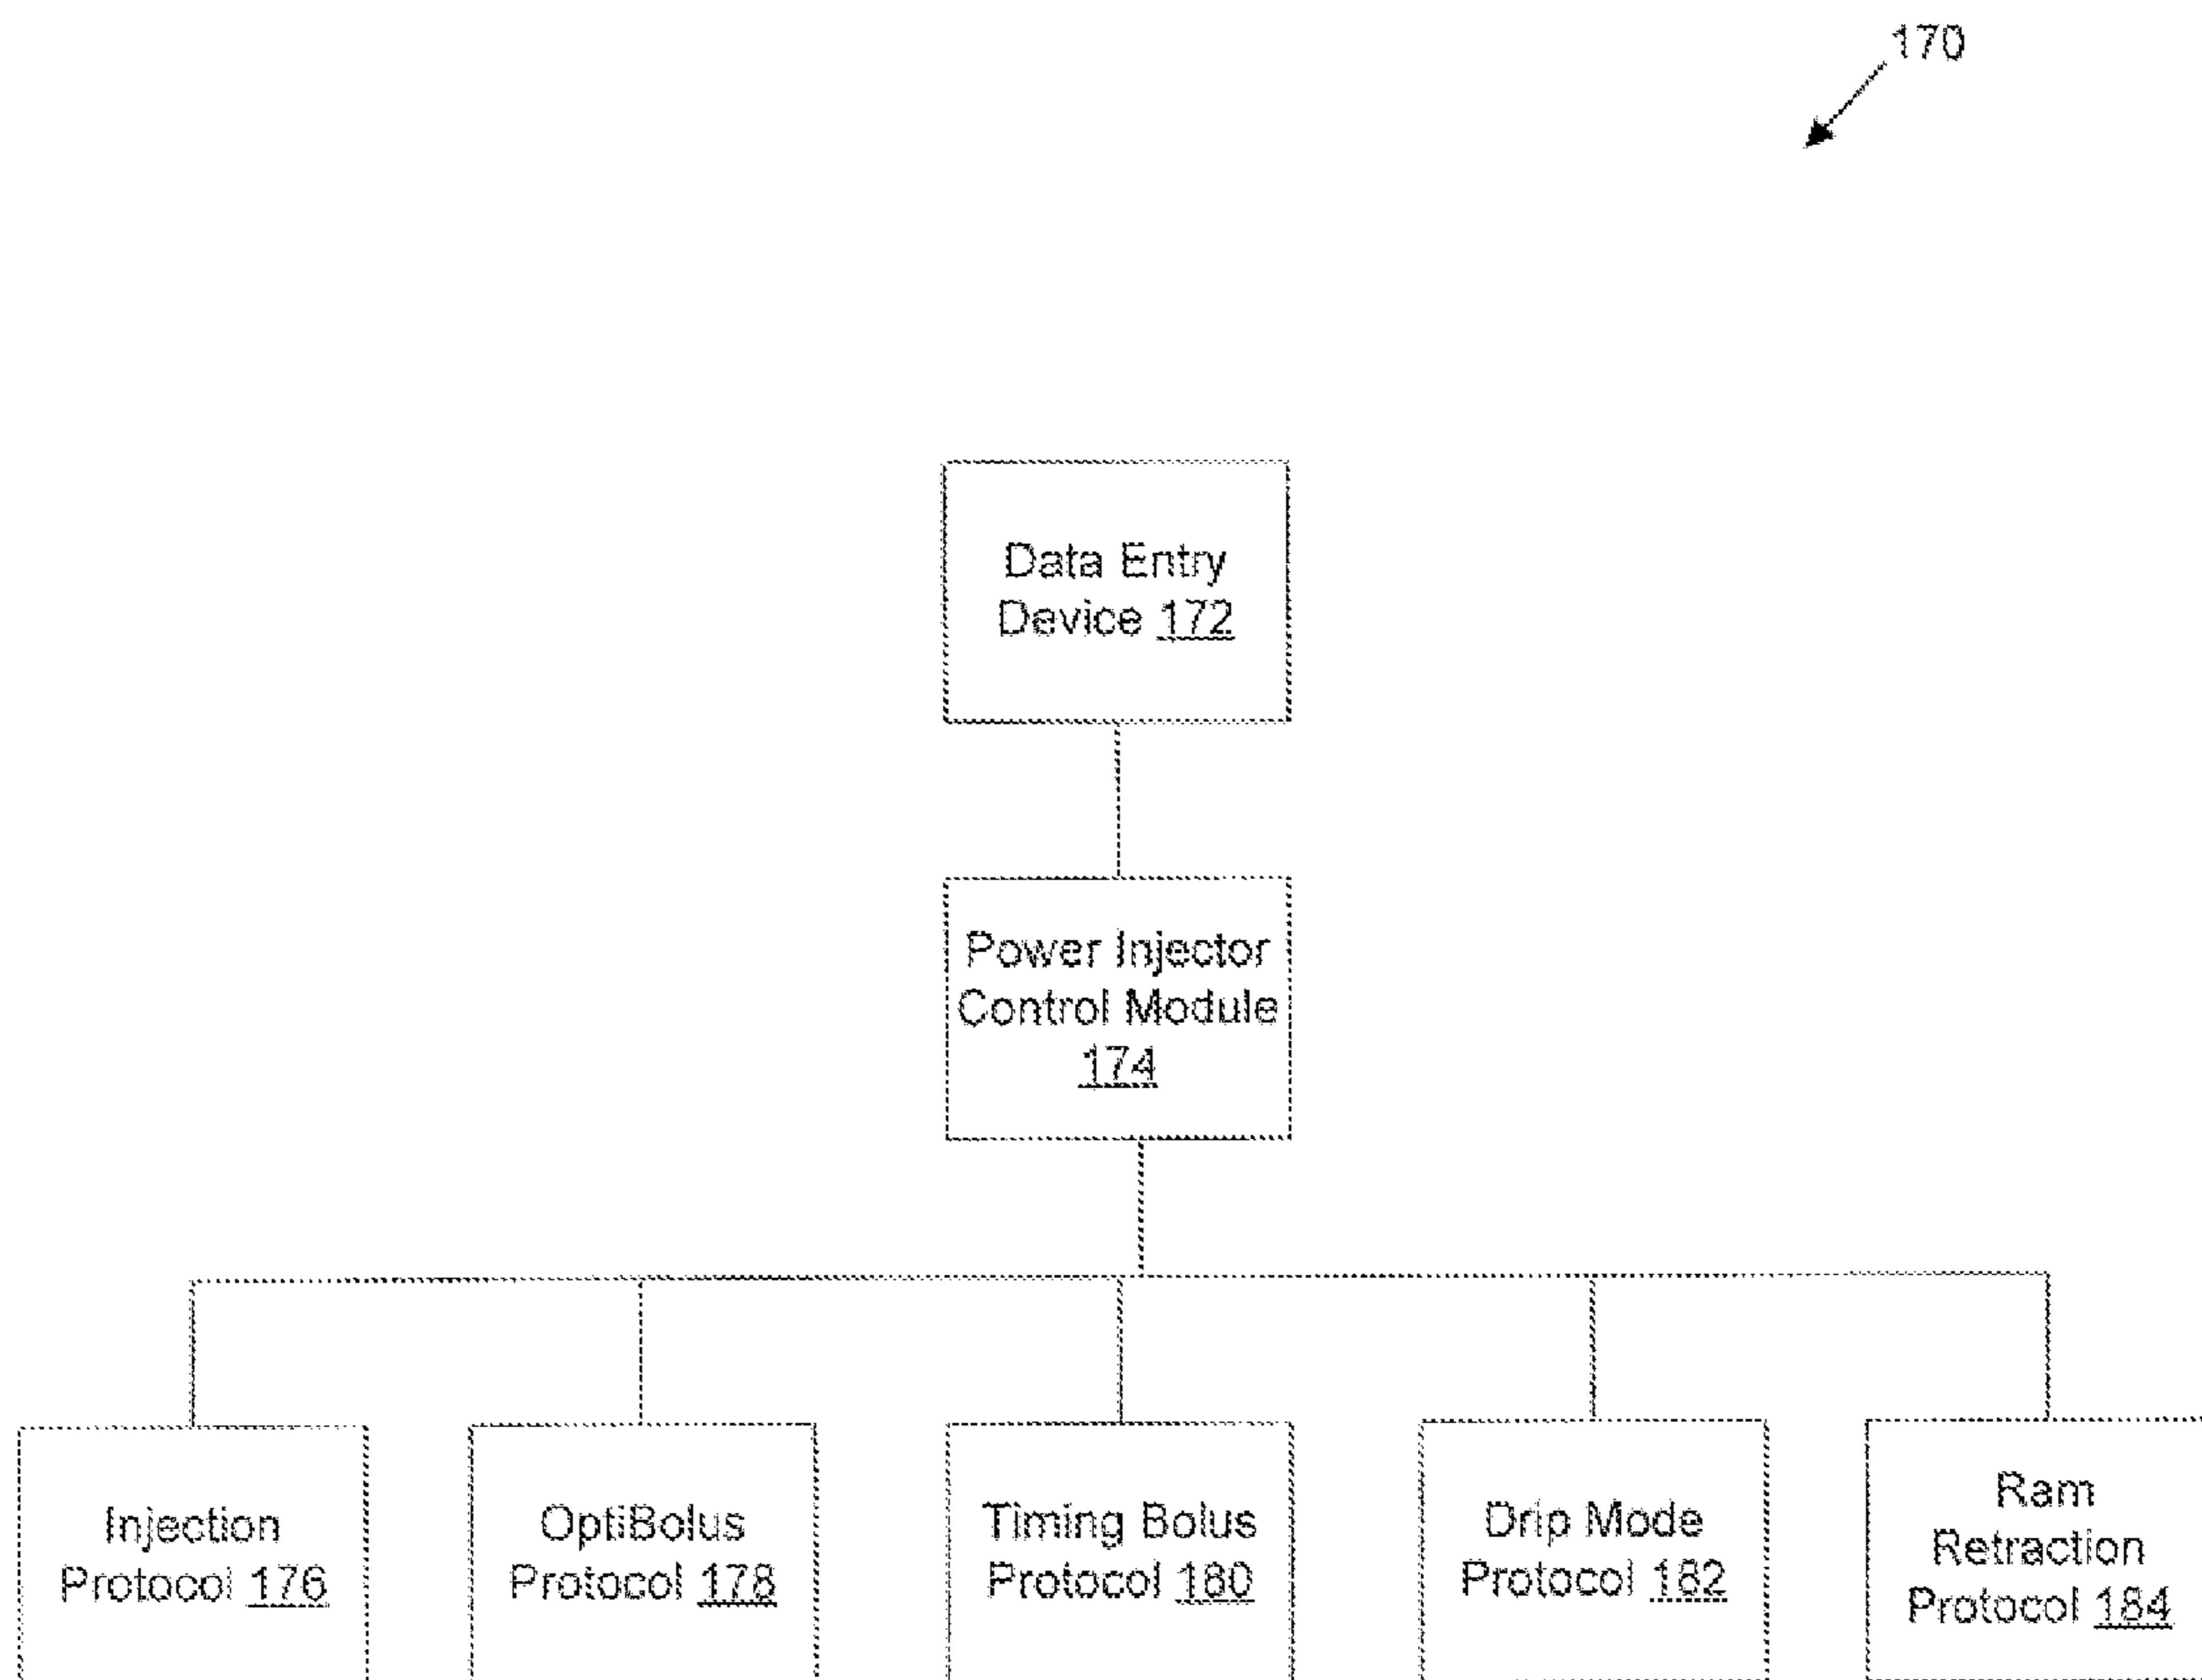 170
Data Entry
Device 172
Power Injector
Control Module
174
Injection
Protocol 176
OptiBolus
Protocol 178
Timing Bolus
Protocol 180
Drip Mode
Protocol 182
Ram
Retraction
Protocol 184